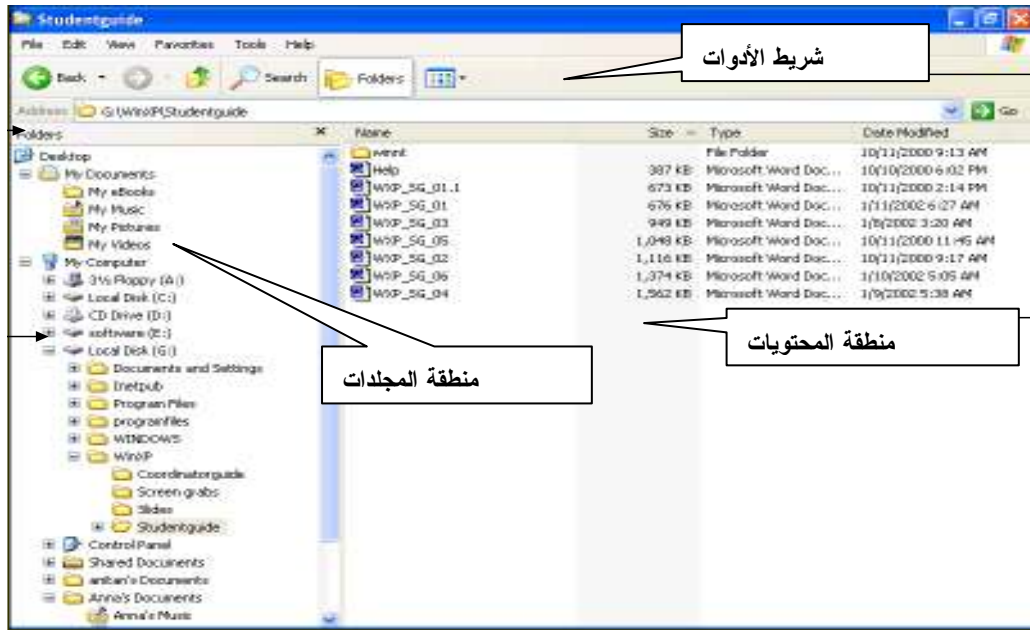 Studentguide
File Edit View Favorites Tools Help
شريط الأدوات
Back Search Folders
Address G:\WinXP\Studentguide Go
Folders
Name Size Type Date Modified
Desktop
My Documents
My eBooks
My Music
My Pictures
My Videos
My Computer
3½ Floppy (A:)
Local Disk (C:)
CD Drive (D:)
software (E:)
Local Disk (G:)
Documents and Settings
Inetpub
Program Files
programfiles
WINDOWS
WinXP
Coordinatorguide
Screen grabs
Slides
Studentguide
Control Panel
Shared Documents
anitan's Documents
Anna's Documents
Anna's Music
winnt File Folder 10/11/2000 9:13 AM
Help 387 KB Microsoft Word Doc... 10/10/2000 6:02 PM
WXP_SG_01.1 673 KB Microsoft Word Doc... 10/11/2000 2:14 PM
WXP_SG_01 676 KB Microsoft Word Doc... 1/11/2002 6:27 AM
WXP_SG_03 949 KB Microsoft Word Doc... 1/8/2002 3:20 AM
WXP_SG_05 1,048 KB Microsoft Word Doc... 10/11/2000 11:45 AM
WXP_SG_02 1,116 KB Microsoft Word Doc... 10/11/2000 9:17 AM
WXP_SG_06 1,374 KB Microsoft Word Doc... 1/10/2002 5:05 AM
WXP_SG_04 1,562 KB Microsoft Word Doc... 1/9/2002 5:38 AM
منطقة المحتويات
منطقة المجلدات